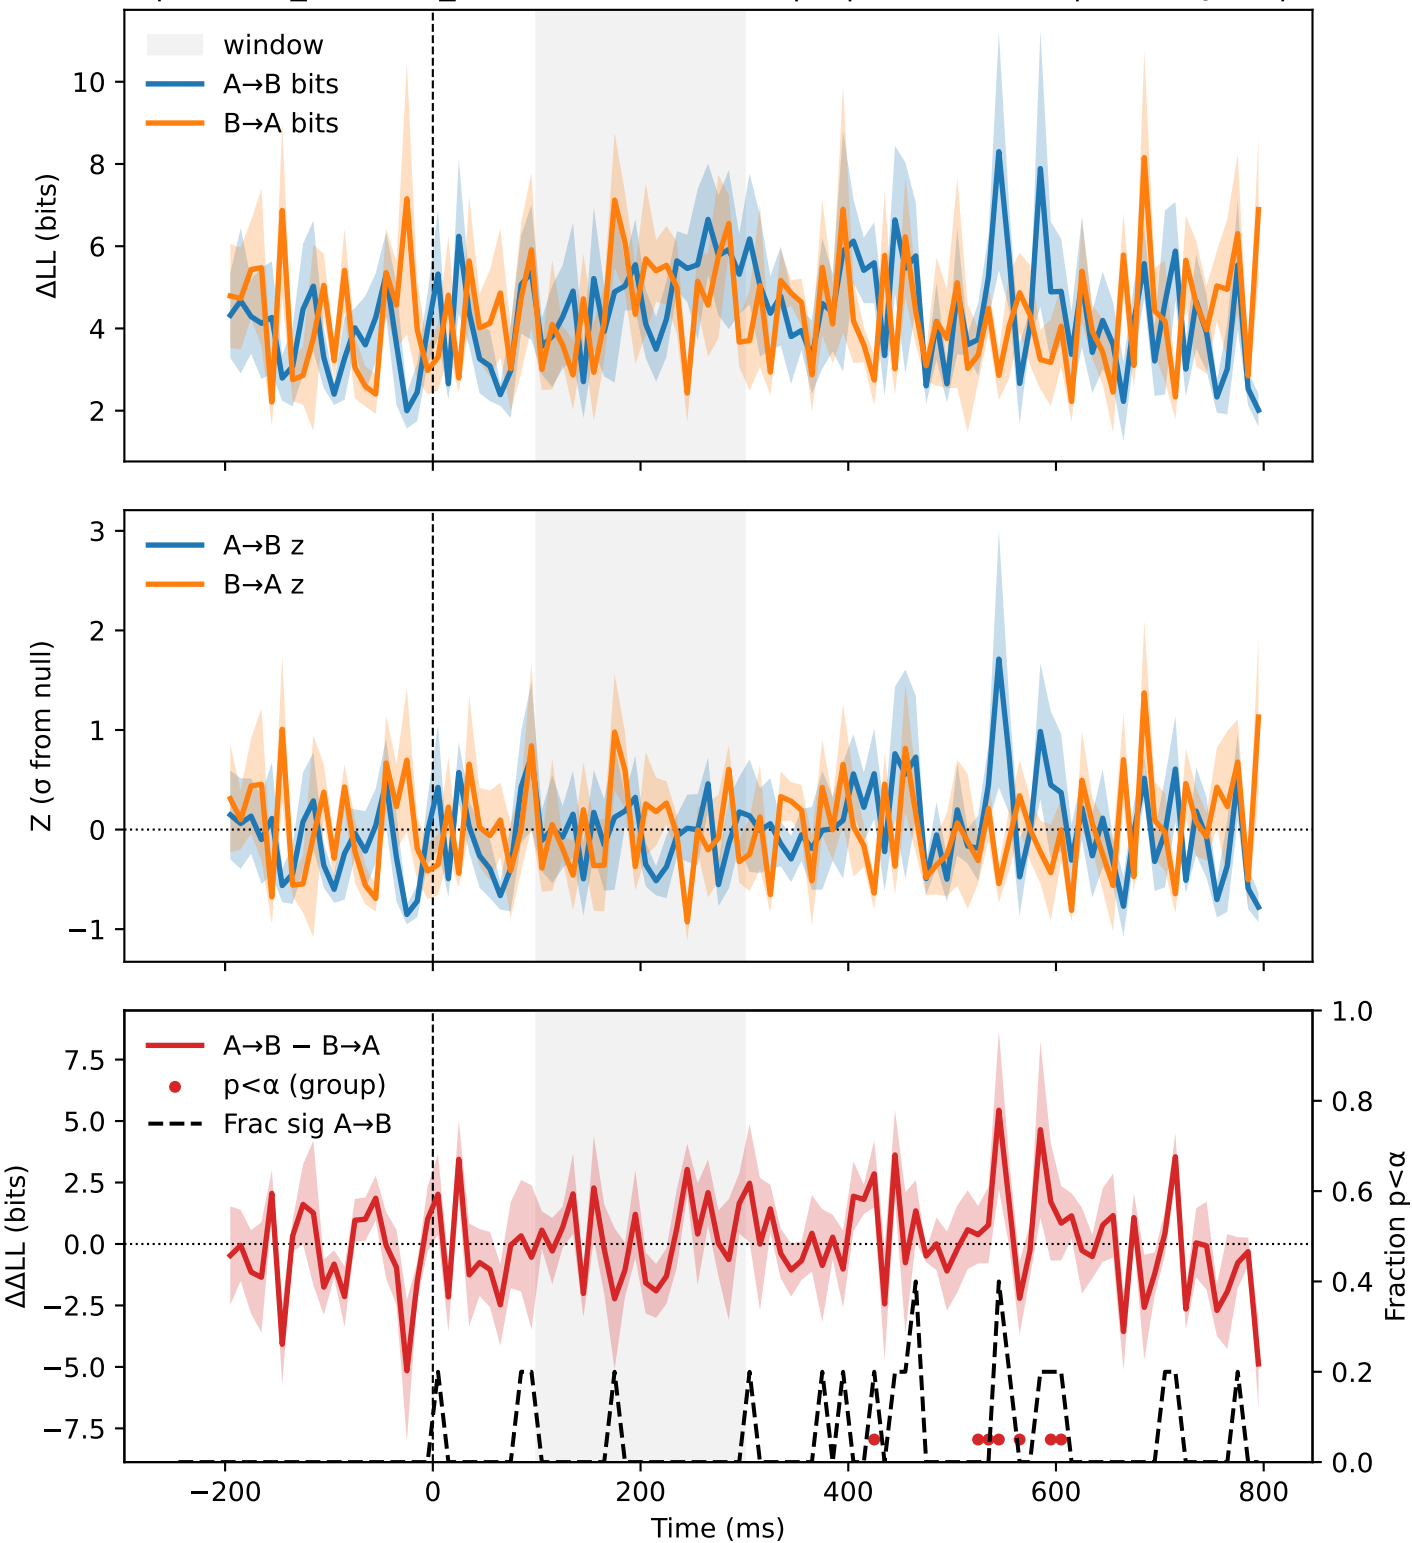 window
A→B bits
B→A bits
10
8
6
4
2
ΔLL (bits)
A→B z
B→A z
3
2
1
0
−1
Z (σ from null)
A→B − B→A
p<α (group)
Frac sig A→B
7.5
5.0
2.5
0.0
−2.5
−5.0
−7.5
ΔΔLL (bits)
1.0
0.8
0.6
0.4
0.2
0.0
Fraction p<α
−200
0
200
400
600
800
Time (ms)